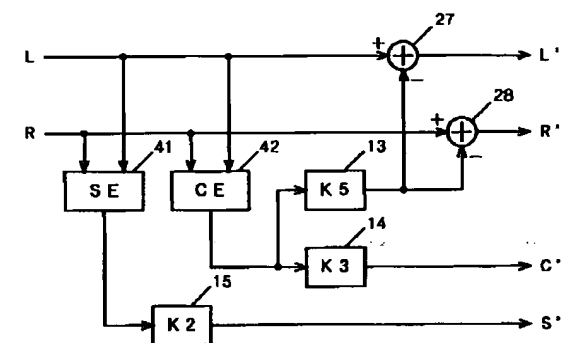 27
L + L'
−
28
R + R'
−
41 42 13
SE CE K5
14
K3 C'
15
K2 S'